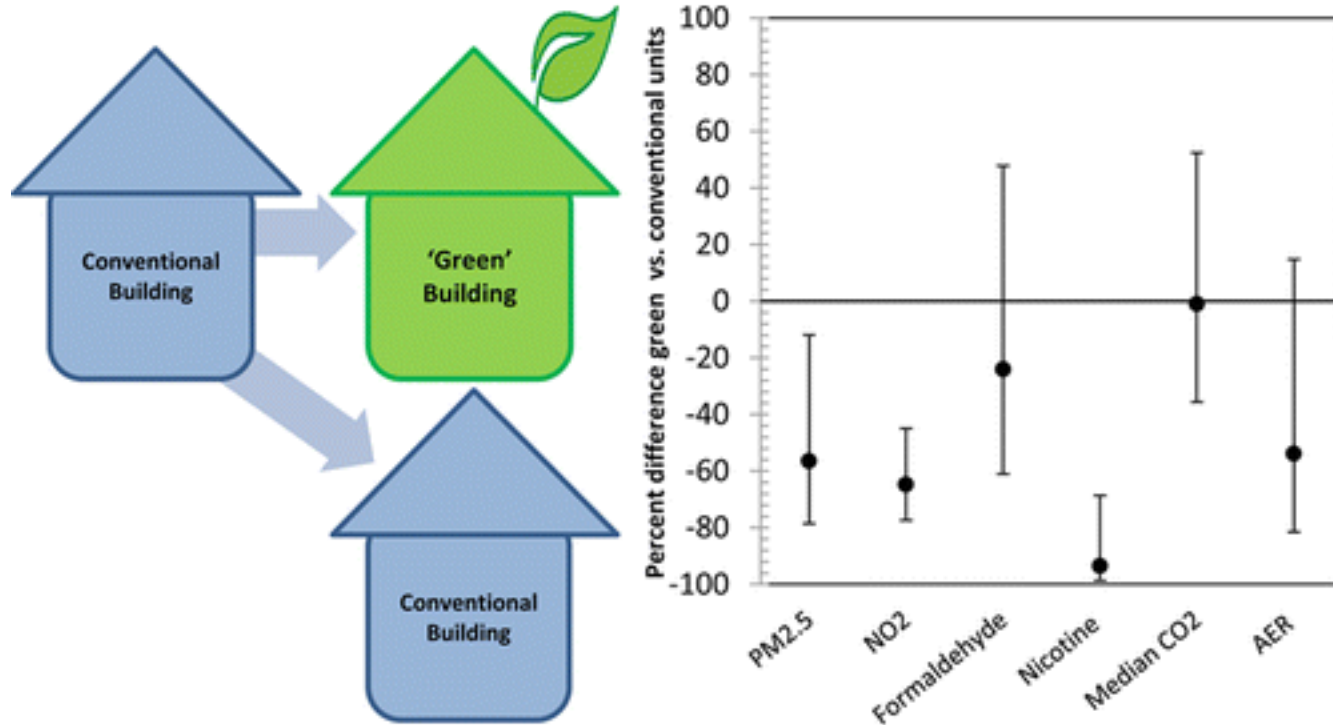 Conventional
Building
‘Green’
Building
Conventional
Building
Percent difference green vs. conventional units
100
80
60
40
20
0
-20
-40
-60
-80
-100
PM2.5
NO2
Formaldehyde
Nicotine
Median CO2
AER